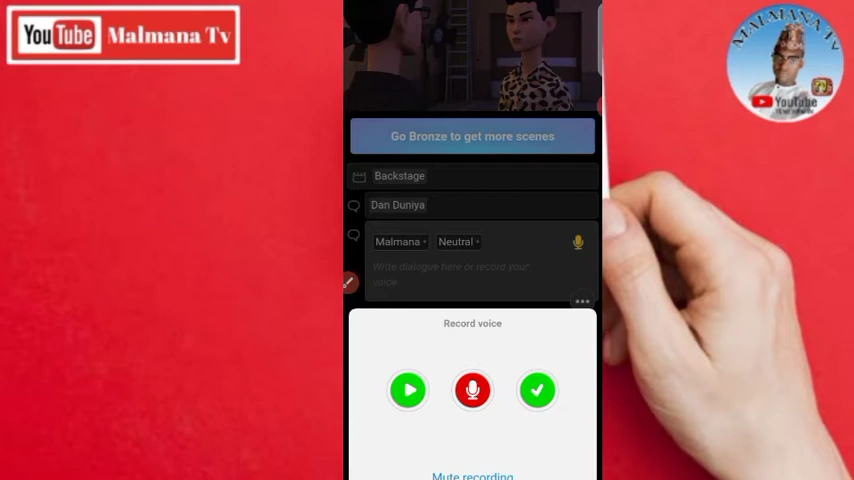 YouTube Malmana Tv
MALMANA TV
YouTube
Go Bronze to get more scenes
Backstage
Dan Duniya
Malmana
Neutral
Write dialogue here or record your
voice
Record voice
Mute recording